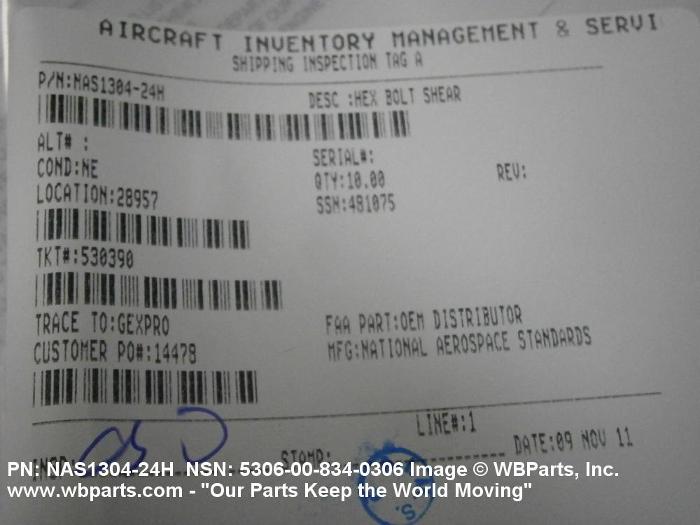 AIRCRAFT INVENTORY MANAGEMENT & SERVI
SHIPPING INSPECTION TAG A
P/N:NAS1304-24H
DESC :HEX BOLT SHEAR
ALT# :
SERIAL#:
COND:NE
QTY:10.00
REV:
LOCATION:28957
SSN:481075
TKT#:530390
TRACE TO:GEXPRO
FAA PART:OEM DISTRIBUTOR
CUSTOMER PO#:14478
MFG:NATIONAL AEROSPACE STANDARDS
LINE#:1
INSP:
STAMP:
DATE:09 NOV 11
PN: NAS1304-24H NSN: 5306-00-834-0306 Image © WBParts, Inc.
www.wbparts.com - "Our Parts Keep the World Moving"